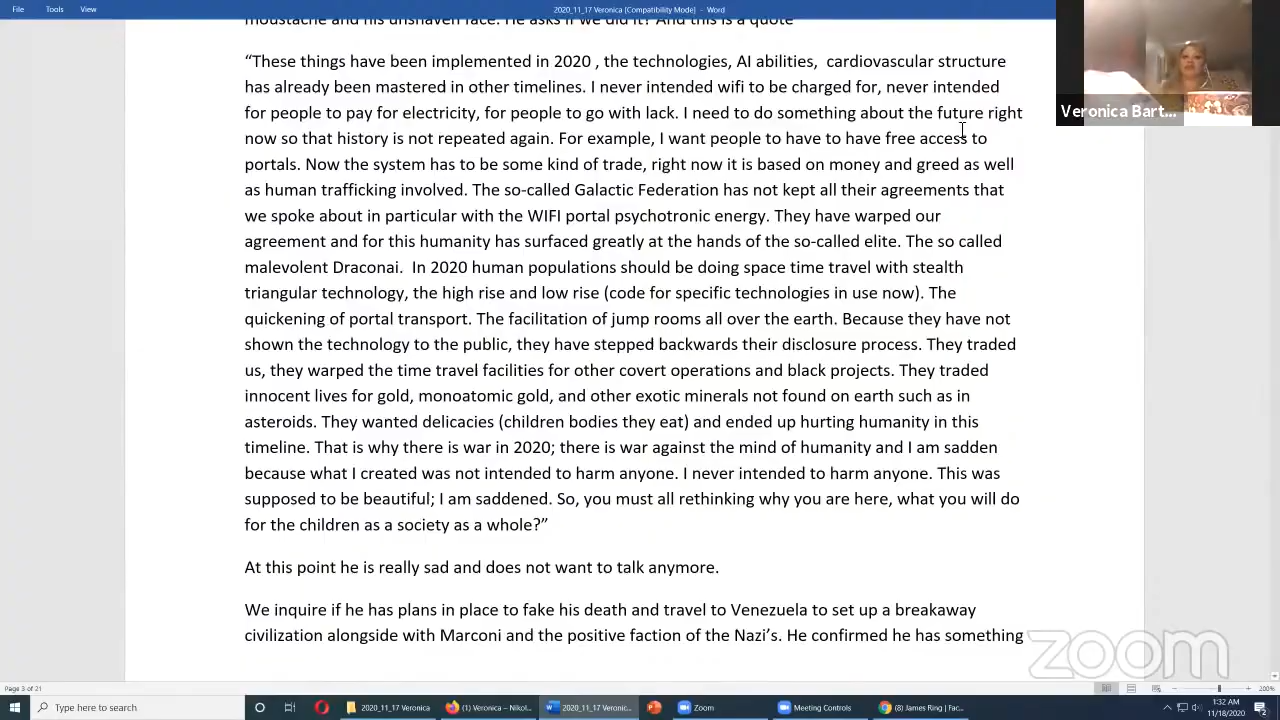 File Tools View 2020_11_17 Veronica [Compatibility Mode] - Word
moustache and his unshaven face. He asks if we did it? And this is a quote
“These things have been implemented in 2020 , the technologies, AI abilities,  cardiovascular structure
has already been mastered in other timelines. I never intended wifi to be charged for, never intended
for people to pay for electricity, for people to go with lack. I need to do something about the future right
now so that history is not repeated again. For example, I want people to have to have free access to
portals. Now the system has to be some kind of trade, right now it is based on money and greed as well
as human trafficking involved. The so-called Galactic Federation has not kept all their agreements that
we spoke about in particular with the WIFI portal psychotronic energy. They have warped our
agreement and for this humanity has surfaced greatly at the hands of the so-called elite. The so called
malevolent Draconai.  In 2020 human populations should be doing space time travel with stealth
triangular technology, the high rise and low rise (code for specific technologies in use now). The
quickening of portal transport. The facilitation of jump rooms all over the earth. Because they have not
shown the technology to the public, they have stepped backwards their disclosure process. They traded
us, they warped the time travel facilities for other covert operations and black projects. They traded
innocent lives for gold, monoatomic gold, and other exotic minerals not found on earth such as in
asteroids. They wanted delicacies (children bodies they eat) and ended up hurting humanity in this
timeline. That is why there is war in 2020; there is war against the mind of humanity and I am sadden
because what I created was not intended to harm anyone. I never intended to harm anyone. This was
supposed to be beautiful; I am saddened. So, you must all rethinking why you are here, what you will do
for the children as a society as a whole?”
At this point he is really sad and does not want to talk anymore.
We inquire if he has plans in place to fake his death and travel to Venezuela to set up a breakaway
civilization alongside with Marconi and the positive faction of the Nazi’s. He confirmed he has something
Veronica Bart...
zoom
Page 3 of 21
200%
Type here to search
2020_11_17 Veronica
(1) Veronica – Nikol...
2020_11_17 Veronic...
Zoom
Meeting Controls
(8) James Ring | Fac...
1:32 AM
11/18/2020
2